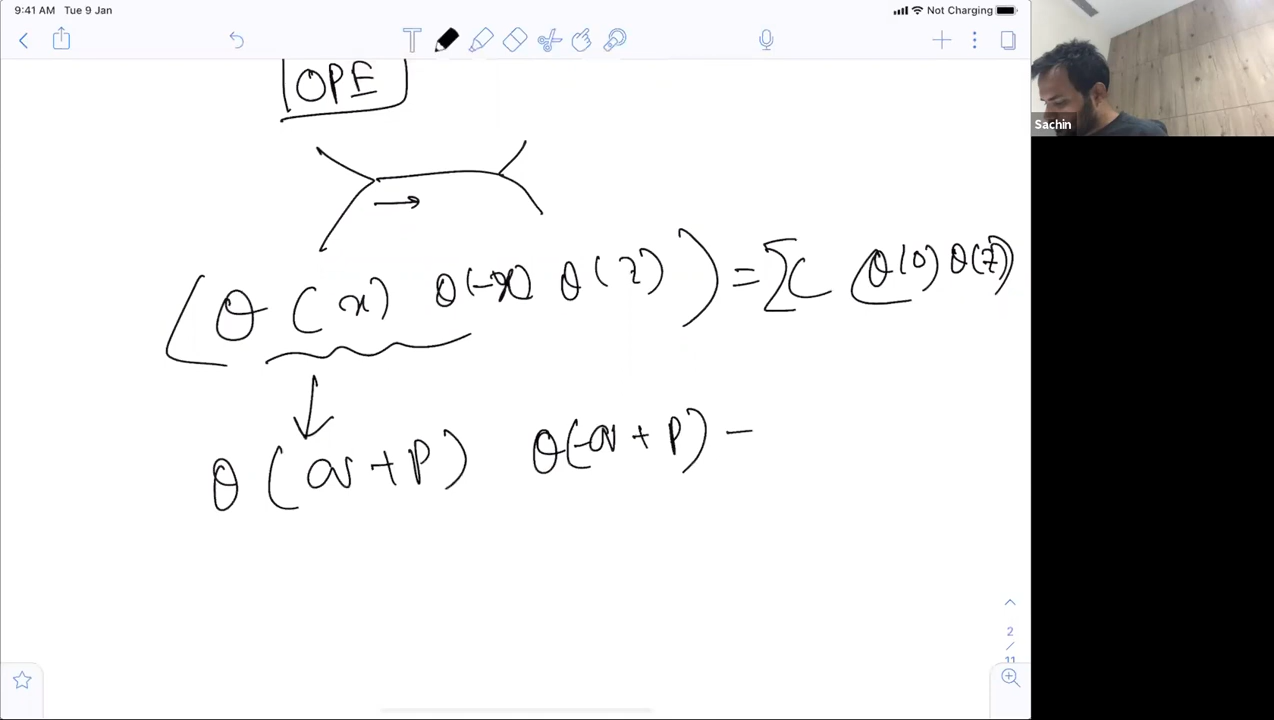 9:41 AM Tue 9 Jan
Not Charging
T
OPE
Sachin
⟨θ(x) θ(-x) θ(z)⟩ = Σ C ⟨θ(0) θ(z)⟩
θ(q+p) θ(-q+p) -
2
/
11